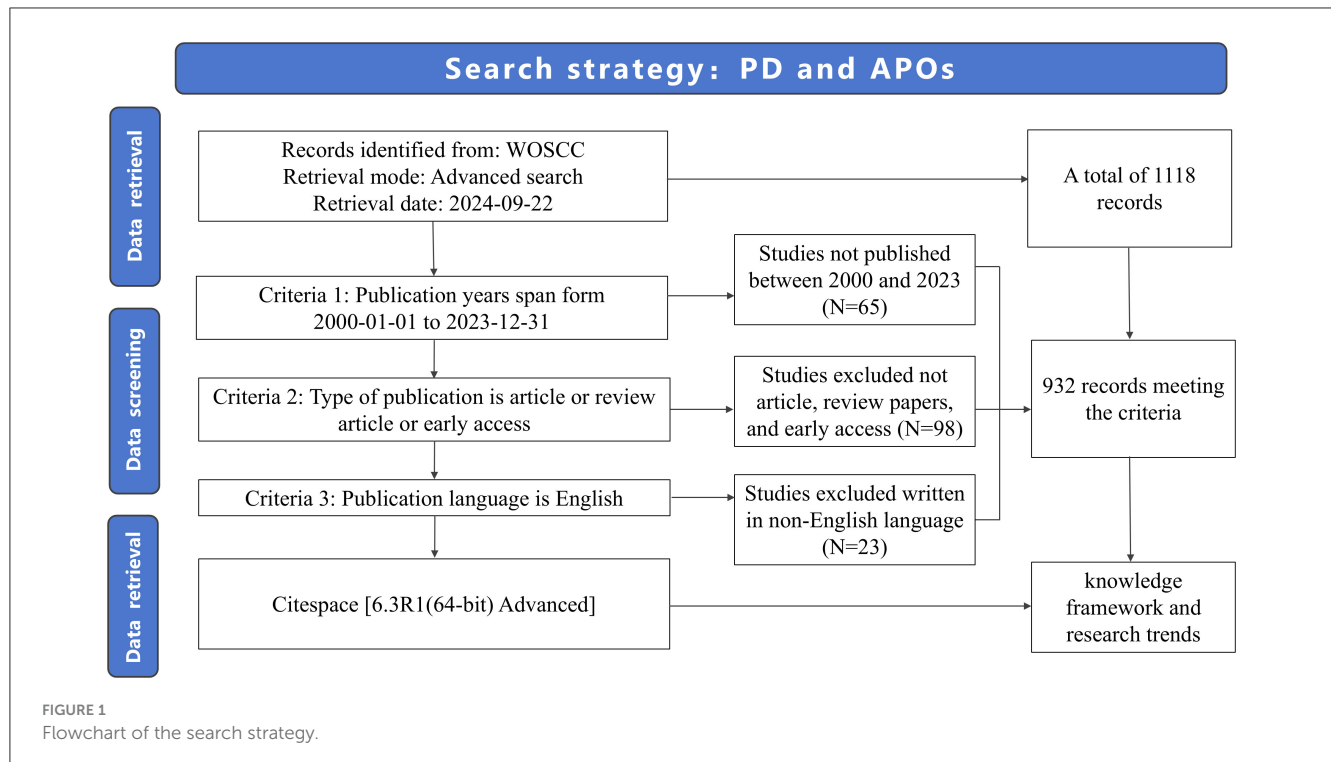 Search strategy: PD and APOs
Data retrieval
Records identified from: WOSCC
Retrieval mode: Advanced search
Retrieval date: 2024-09-22
A total of 1118
records
Studies not published
between 2000 and 2023
(N=65)
Criteria 1: Publication years span form
2000-01-01 to 2023-12-31
Data screening
Criteria 2: Type of publication is article or review
article or early access
Studies excluded not
article, review papers,
and early access (N=98)
932 records meeting
the criteria
Criteria 3: Publication language is English
Studies excluded written
in non-English language
(N=23)
Data retrieval
Citespace [6.3R1(64-bit) Advanced]
knowledge
framework and
research trends
FIGURE 1
Flowchart of the search strategy.